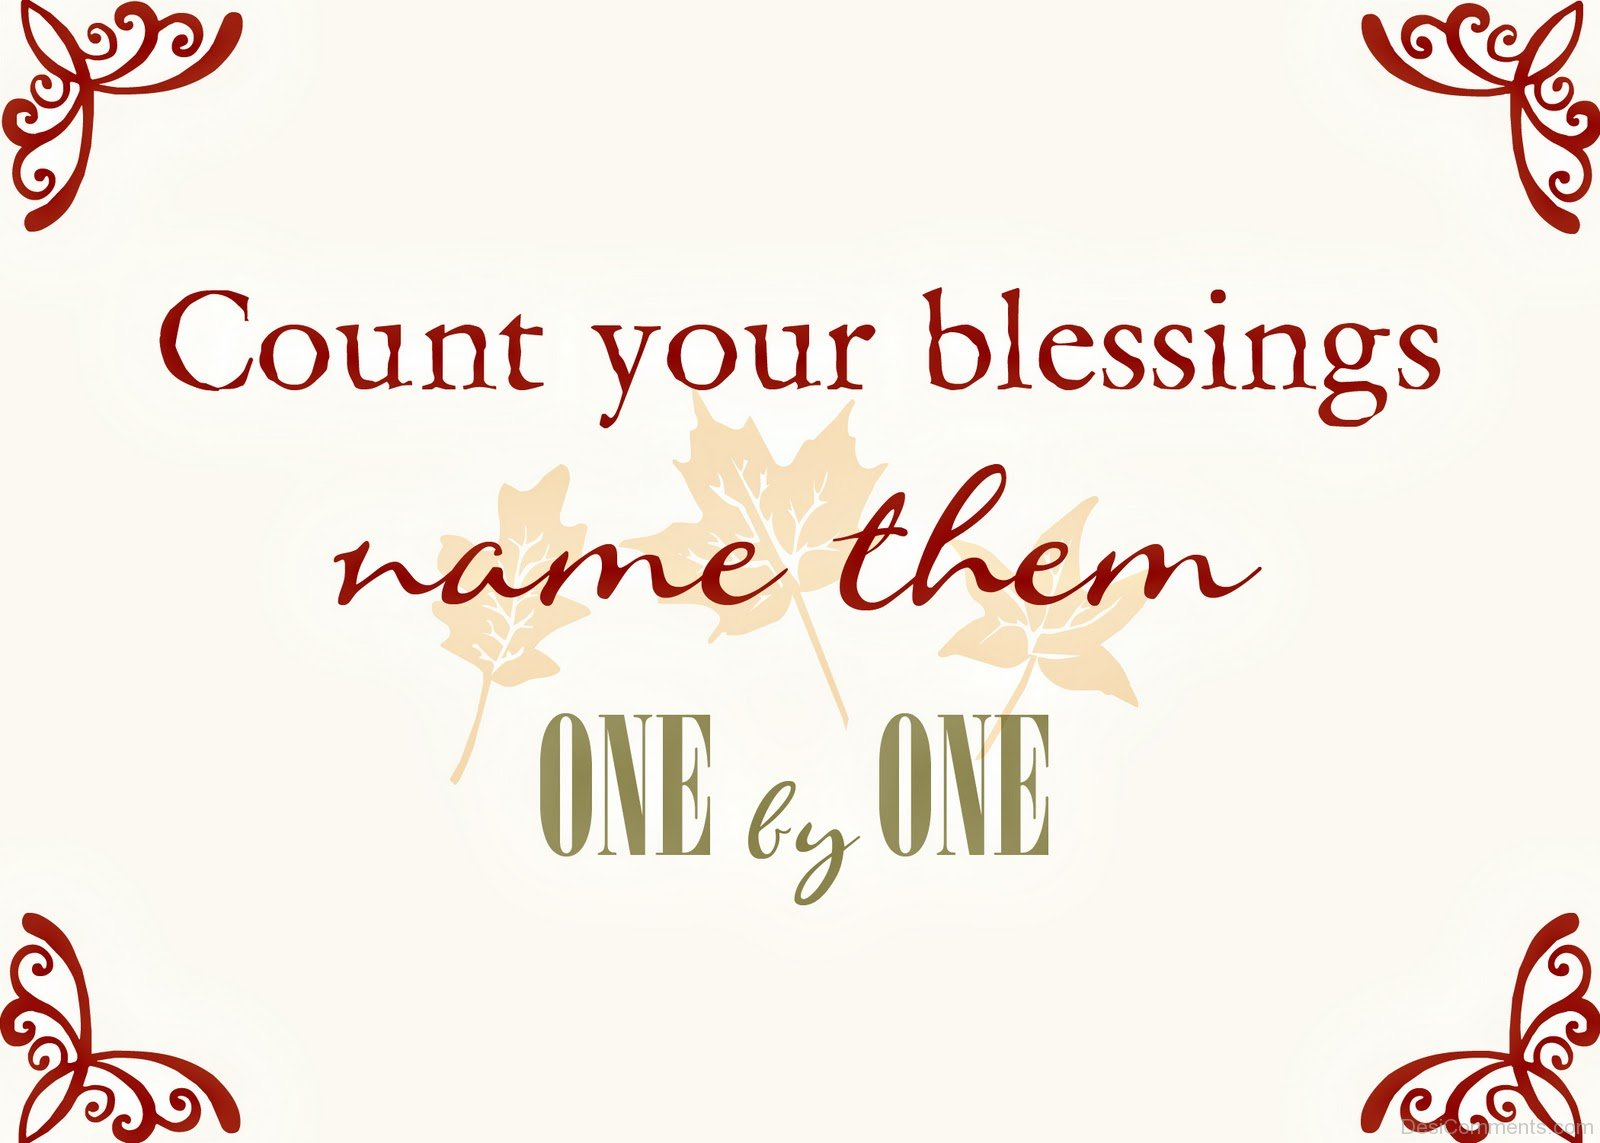 Count your blessings
name them
ONE by ONE
DesiComments.com